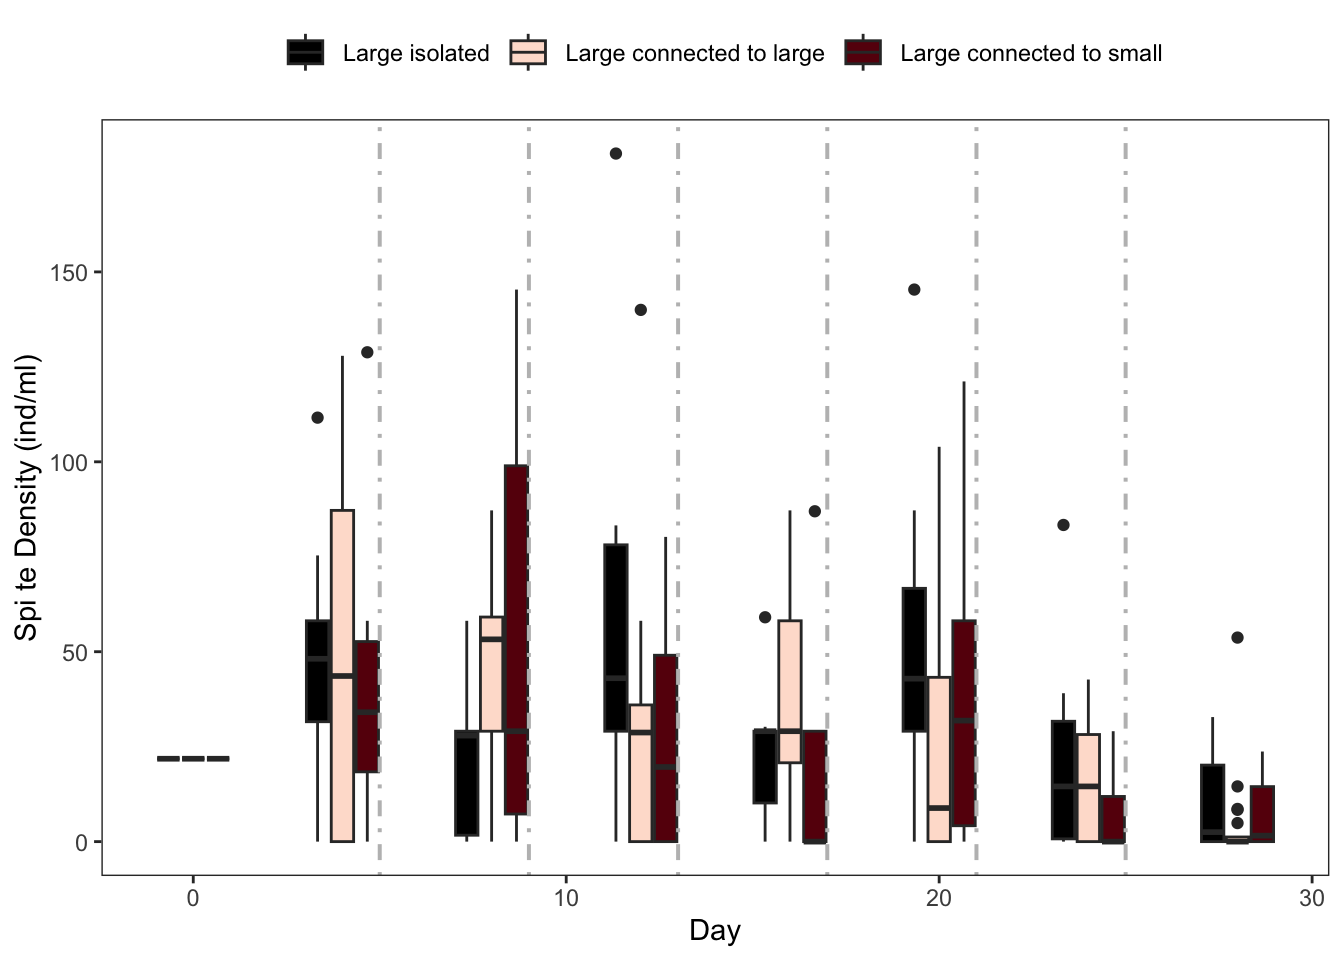 Large isolated Large connected to large Large connected to small
Spi te Density (ind/ml)
150
100
50
0
0 10 20 30
Day